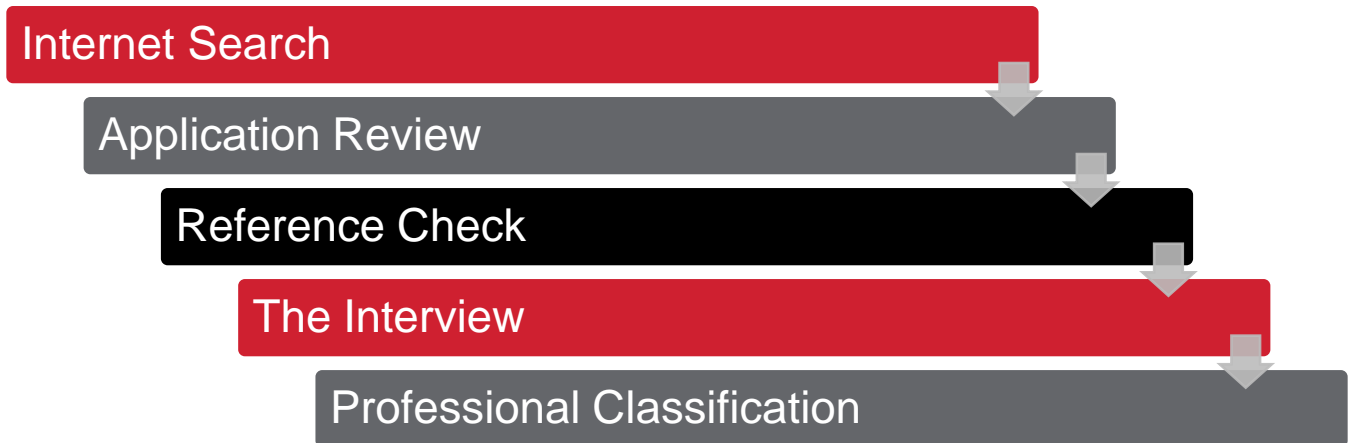 Internet Search
Application Review
Reference Check
The Interview
Professional Classification